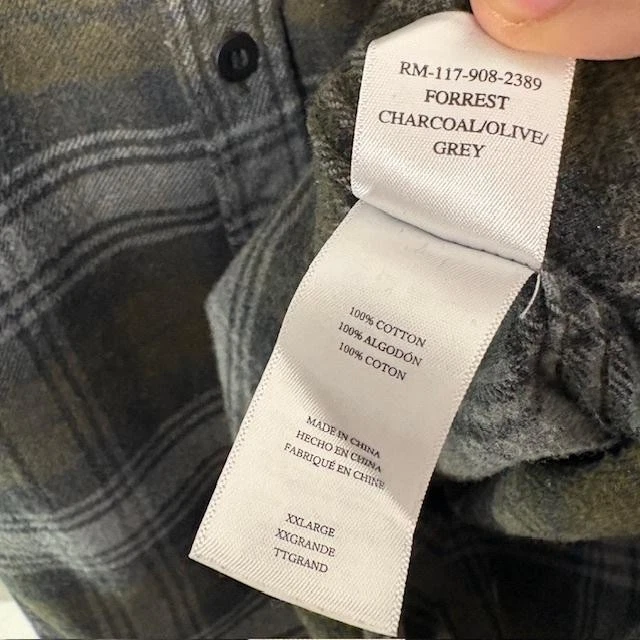 RM-117-908-2389
FORREST
CHARCOAL/OLIVE/
GREY
100% COTTON
100% ALGODÓN
100% COTON
MADE IN CHINA
HECHO EN CHINA
FABRIQUÉ EN CHINE
XXLARGE
XXGRANDE
TTGRAND